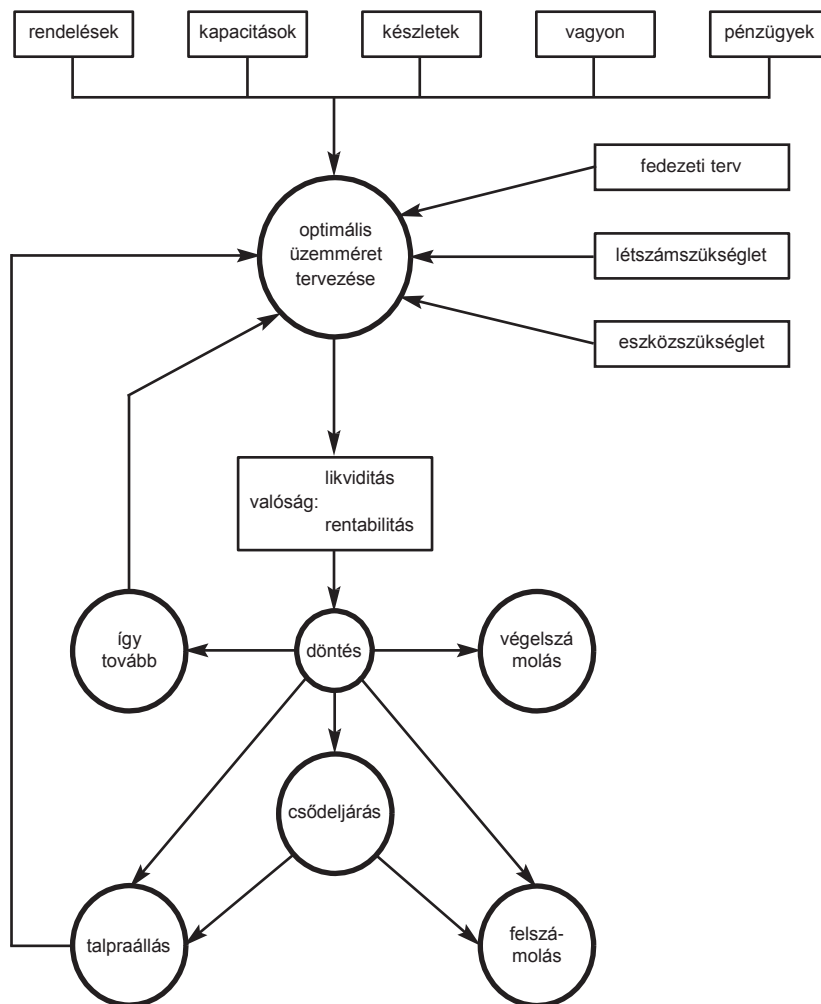 rendelések
kapacitások
készletek
vagyon
pénzügyek
fedezeti terv
optimális
üzemméret
tervezése
létszámszükséglet
eszközszükséglet
likviditás
valóság:
rentabilitás
így
tovább
döntés
végelszá
molás
csődeljárás
talpraállás
felszá-
molás